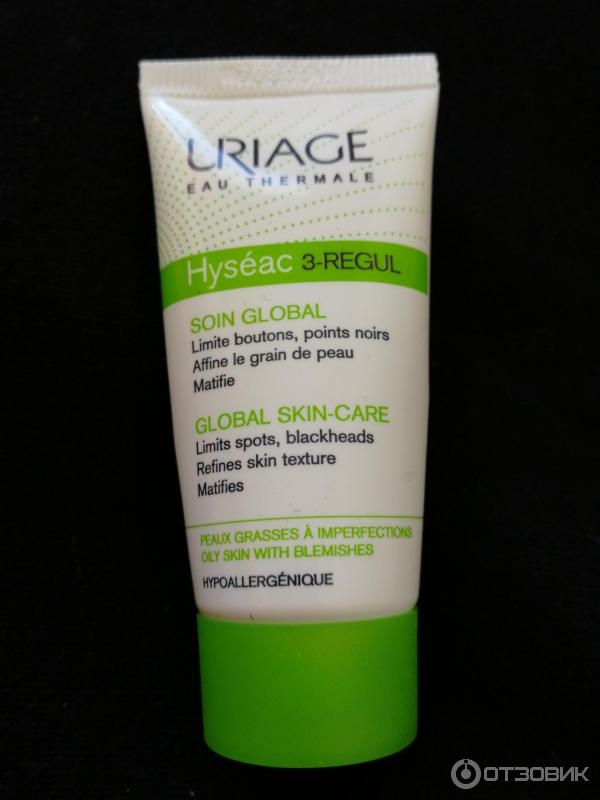 URIAGE
EAU THERMALE
Hyséac 3-REGUL
SOIN GLOBAL
Limite boutons, points noirs
Affine le grain de peau
Matifie
GLOBAL SKIN-CARE
Limits spots, blackheads
Refines skin texture
Matifies
PEAUX GRASSES À IMPERFECTIONS
OILY SKIN WITH BLEMISHES
HYPOALLERGÉNIQUE
ОТЗОВИК